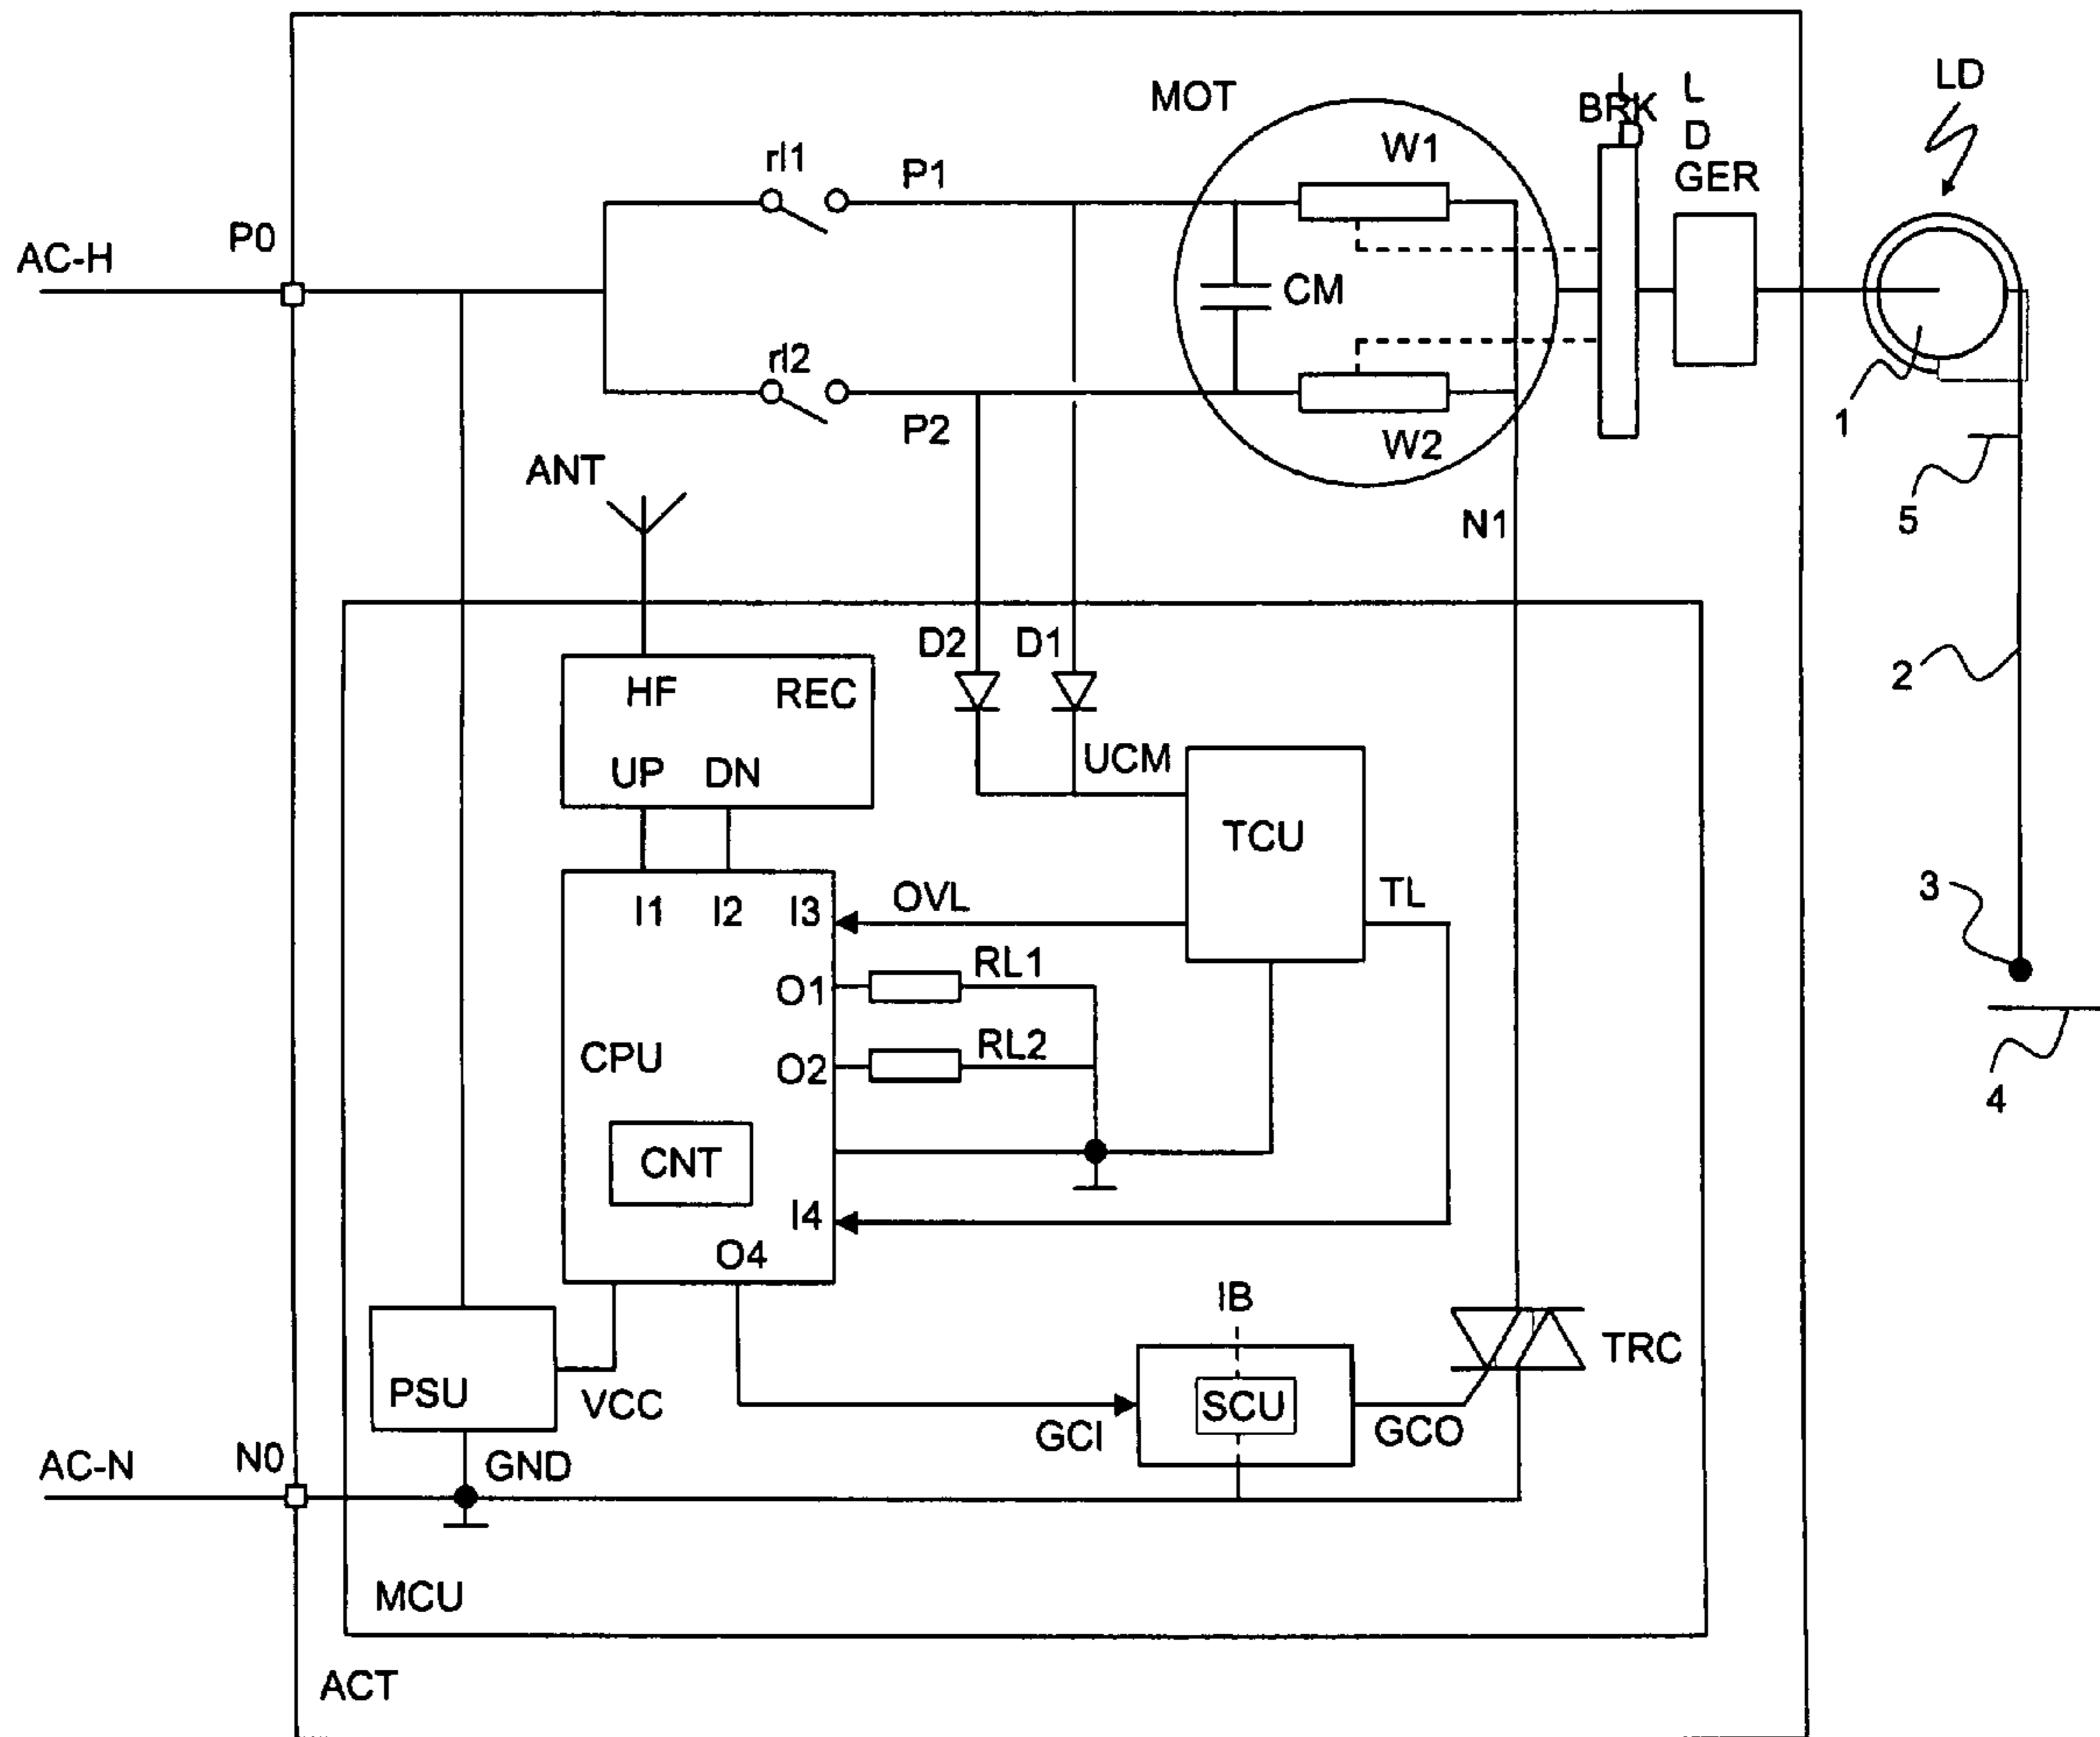 LD
MOT
BRK
L
D
L
D
GER
W1
rl1
P1
P0
AC-H
CM
rl2
1
P2
W2
ANT
5
N1
D2
D1
2
HF
REC
UP
DN
UCM
TCU
3
I1
I2
I3
OVL
TL
O1
RL1
O2
RL2
CPU
4
CNT
I4
O4
IB
TRC
PSU
VCC
SCU
GCI
GCO
AC-N
N0
GND
MCU
ACT